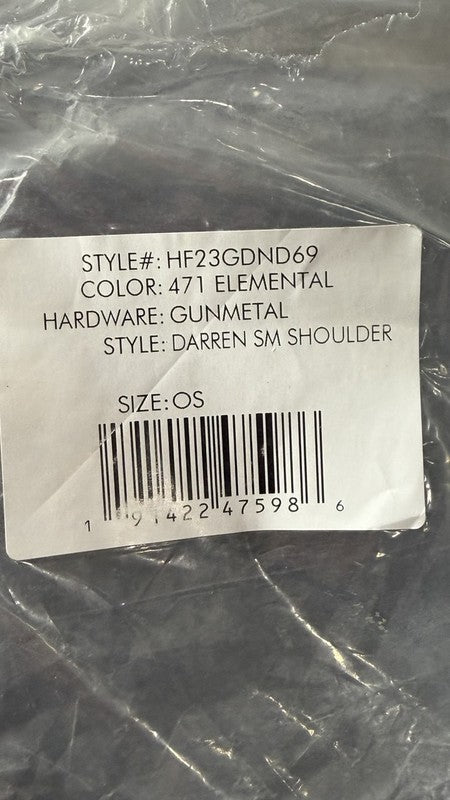 STYLE#: HF23GDND69
COLOR: 471 ELEMENTAL
HARDWARE: GUNMETAL
STYLE: DARREN SM SHOULDER
SIZE: OS
1 91422 47598 6